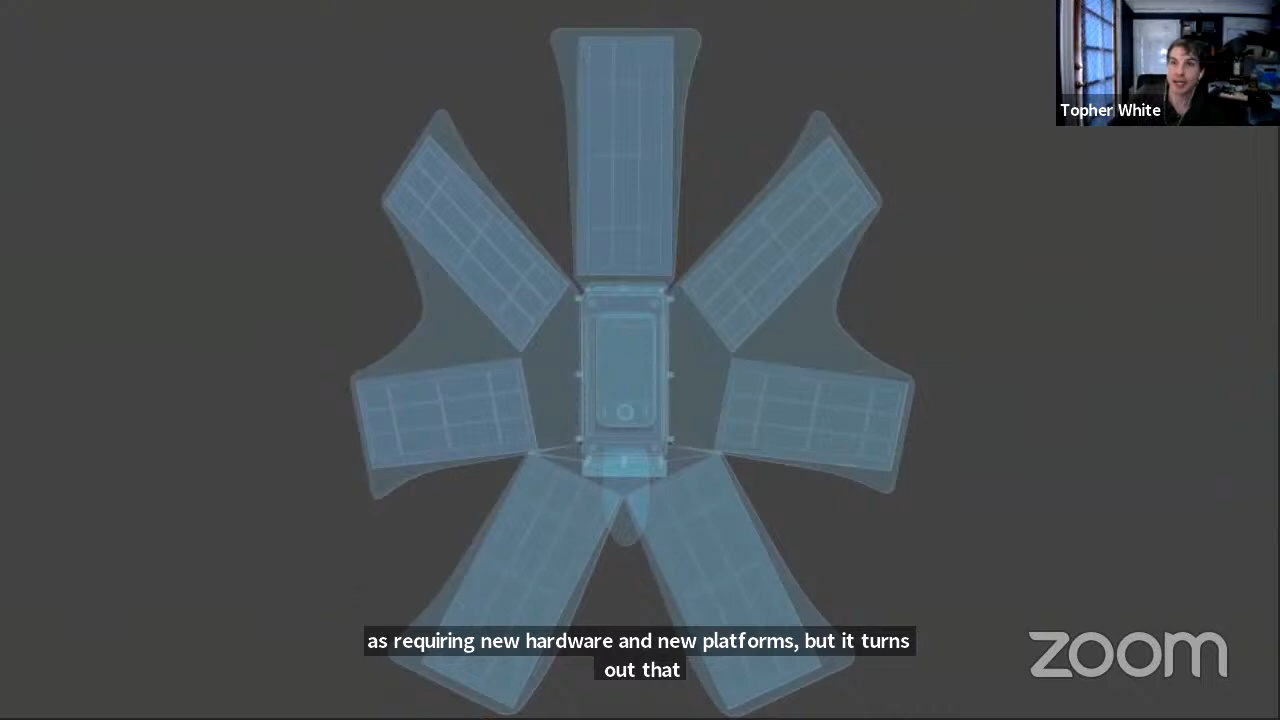 Topher White
as requiring new hardware and new platforms, but it turns
out that
zoom